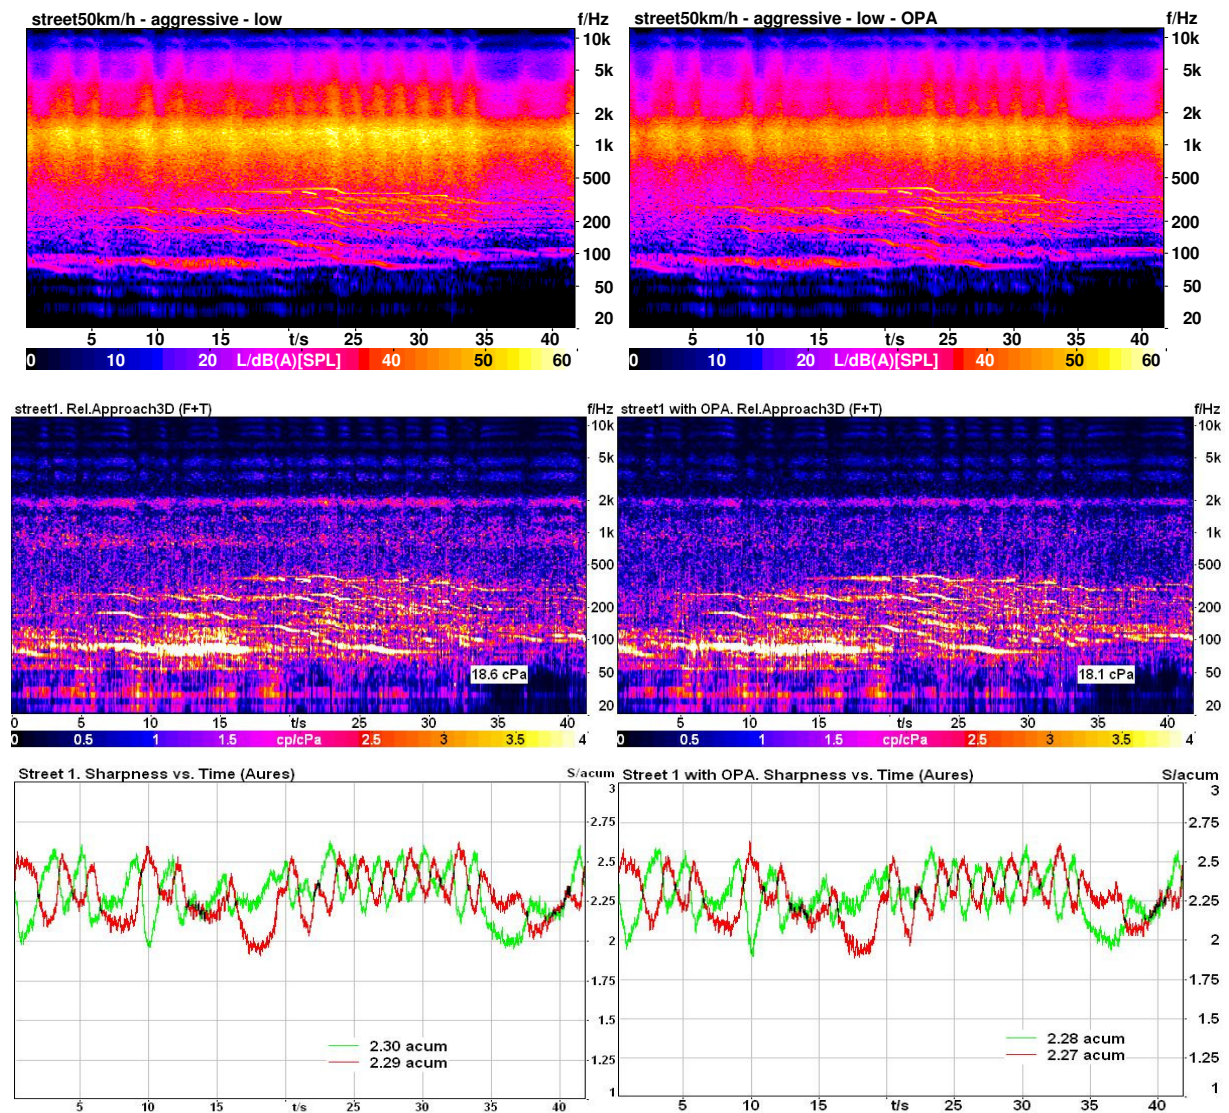 street50km/h - aggressive - low f/Hz
10k
5k
2k
1k
500
200
100
50
20
5 10 15 t/s 25 30 35 40
0 10 20 L/dB(A)[SPL] 40 50 60
street50km/h - aggressive - low - OPA f/Hz
10k
5k
2k
1k
500
200
100
50
20
5 10 15 t/s 25 30 35 40
0 10 20 L/dB(A)[SPL] 40 50 60
street1. Rel.Approach3D (F+T) f/Hz
10k
5k
2k
1k
500
200
100
50
20
18.6 cPa
0 5 10 15 t/s 25 30 35 40
0 0.5 1 1.5 cp/cPa 2.5 3 3.5 4
street1 with OPA. Rel.Approach3D (F+T) f/Hz
10k
5k
2k
1k
500
200
100
50
20
18.1 cPa
5 10 15 t/s 25 30 35 40
0 0.5 1 1.5 cp/cPa 2.5 3 3.5 4
Street 1. Sharpness vs. Time (Aures) S/acum
3
2.75
2.5
2.25
2
1.75
1.5
1.25
1
2.30 acum
2.29 acum
5 10 15 t/s 25 30 35 40
Street 1 with OPA. Sharpness vs. Time (Aures) S/acum
3
2.75
2.5
2.25
2
1.75
1.5
1.25
1
2.28 acum
2.27 acum
5 10 15 t/s 25 30 35 40